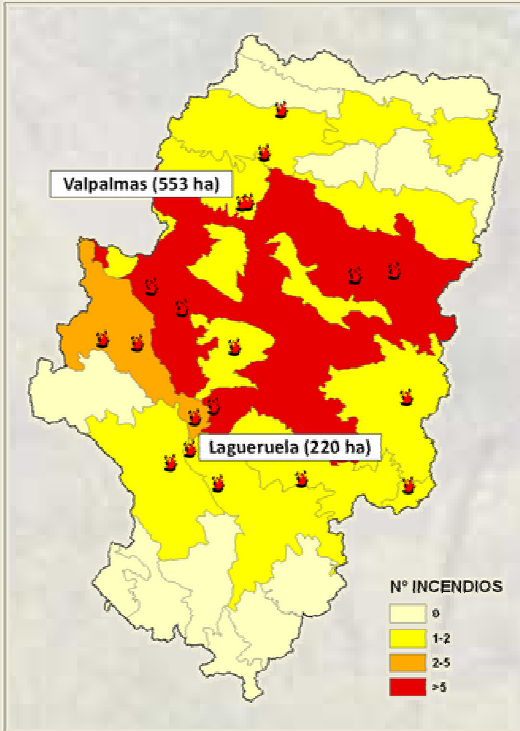 Valpalmas (553 ha)
Lagueruela (220 ha)
Nº INCENDIOS
0
1-2
2-5
>5